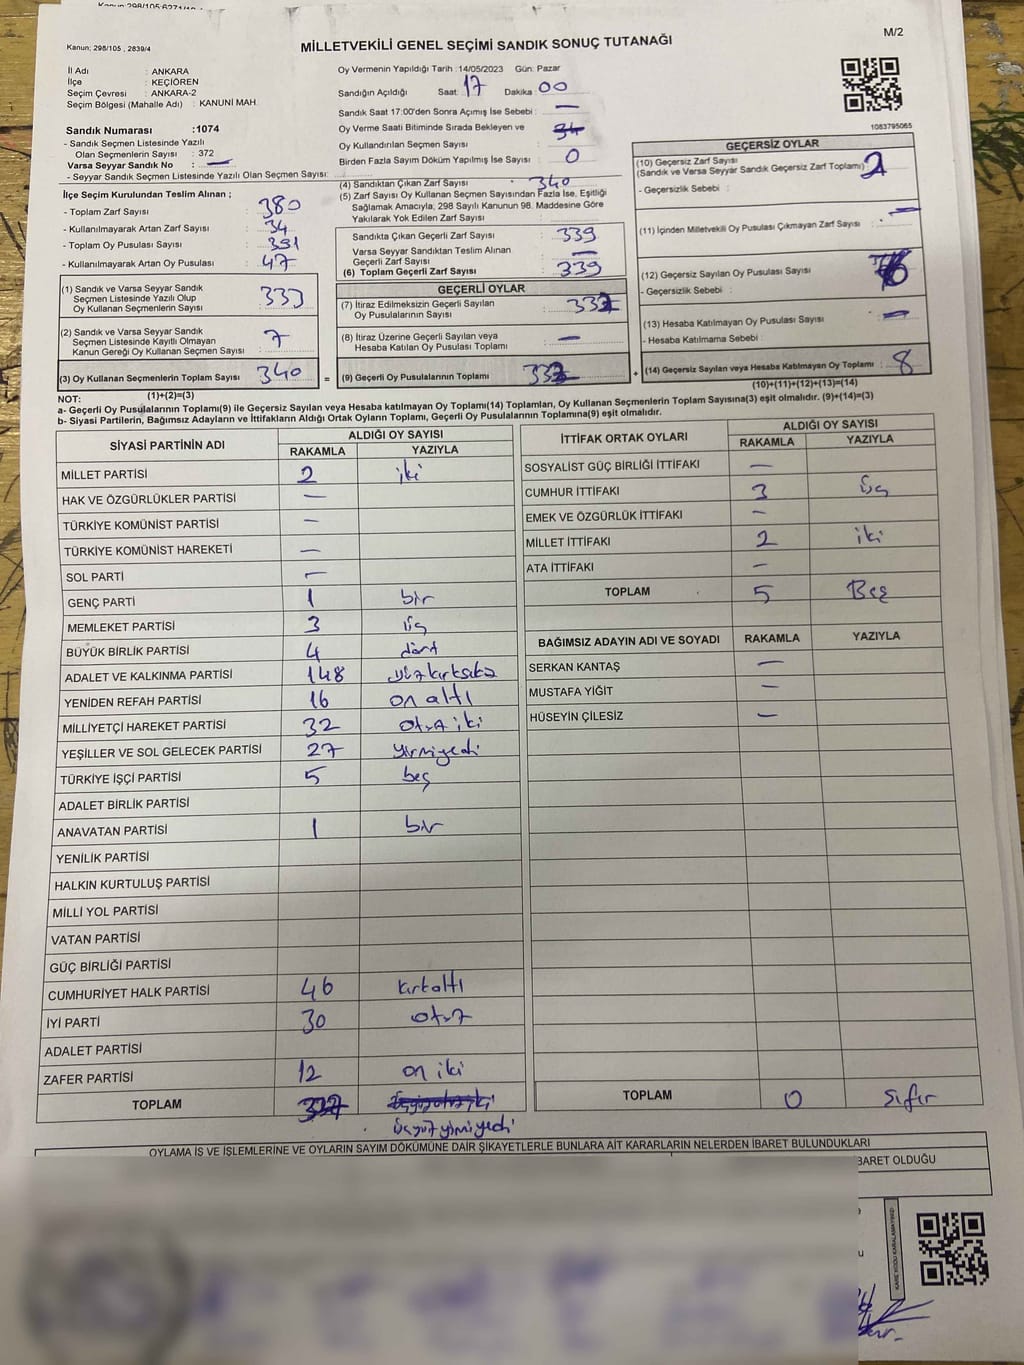 Kanun: 298/105 , 2839/4
MİLLETVEKİLİ GENEL SEÇİMİ SANDIK SONUÇ TUTANAĞI
M/2
İl Adı : ANKARA
İlçe : KEÇİÖREN
Seçim Çevresi : ANKARA-2
Seçim Bölgesi (Mahalle Adı) : KANUNİ MAH.
Sandık Numarası :1074
- Sandık Seçmen Listesinde Yazılı
Olan Seçmenlerin Sayısı : 372
Varsa Seyyar Sandık No : —
- Seyyar Sandık Seçmen Listesinde Yazılı Olan Seçmen Sayısı:
Oy Vermenin Yapıldığı Tarih :14/05/2023 Gün: Pazar
Sandığın Açıldığı Saat: 17 Dakika 00
Sandık Saat 17:00'den Sonra Açımış İse Sebebi : —
Oy Verme Saati Bitiminde Sırada Bekleyen ve
Oy Kullandırılan Seçmen Sayısı :
Birden Fazla Sayım Döküm Yapılmış İse Sayısı : 0
1083795065
İlçe Seçim Kurulundan Teslim Alınan ;
- Toplam Zarf Sayısı : 380
- Kullanılmayarak Artan Zarf Sayısı : 34
- Toplam Oy Pusulası Sayısı : 391
- Kullanılmayarak Artan Oy Pusulası : 47
(1) Sandık ve Varsa Seyyar Sandık
Seçmen Listesinde Yazılı Olup
Oy Kullanan Seçmenlerin Sayısı : 333
(2) Sandık ve Varsa Seyyar Sandık
Seçmen Listesinde Kayıtlı Olmayan
Kanun Gereği Oy Kullanan Seçmen Sayısı : 7
(3) Oy Kullanan Seçmenlerin Toplam Sayısı : 340
(1)+(2)=(3)
(4) Sandıktan Çıkan Zarf Sayısı : 340
(5) Zarf Sayısı Oy Kullanan Seçmen Sayısından Fazla İse, Eşitliği
Sağlamak Amacıyla, 298 Sayılı Kanunun 98. Maddesine Göre
Yakılarak Yok Edilen Zarf Sayısı :
Sandıkta Çıkan Geçerli Zarf Sayısı : 339
Varsa Seyyar Sandıktan Teslim Alınan
Geçerli Zarf Sayısı : —
(6) Toplam Geçerli Zarf Sayısı : 339
GEÇERLİ OYLAR
(7) İtiraz Edilmeksizin Geçerli Sayılan
Oy Pusulalarının Sayısı : 332
(8) İtiraz Üzerine Geçerli Sayılan veya
Hesaba Katılan Oy Pusulası Toplamı : —
= (9) Geçerli Oy Pusulalarının Toplamı : 332
GEÇERSİZ OYLAR
(10) Geçersiz Zarf Sayısı
(Sandık ve Varsa Seyyar Sandık Geçersiz Zarf Toplamı) : 2
- Geçersizlik Sebebi :
(11) İçinden Milletvekili Oy Pusulası Çıkmayan Zarf Sayısı : —
(12) Geçersiz Sayılan Oy Pusulası Sayısı : 6
- Geçersizlik Sebebi :
(13) Hesaba Katılmayan Oy Pusulası Sayısı : —
- Hesaba Katılmama Sebebi :
+ (14) Geçersiz Sayılan veya Hesaba Katılmayan Oy Toplamı : 8
(10)+(11)+(12)+(13)=(14)
NOT:
a- Geçerli Oy Pusulalarının Toplamı(9) ile Geçersiz Sayılan veya Hesaba katılmayan Oy Toplamı(14) Toplamları, Oy Kullanan Seçmenlerin Toplam Sayısına(3) eşit olmalıdır. (9)+(14)=(3)
b- Siyasi Partilerin, Bağımsız Adayların ve İttifakların Aldığı Ortak Oyların Toplamı, Geçerli Oy Pusulalarının Toplamına(9) eşit olmalıdır.
SİYASİ PARTİNİN ADI ALDIĞI OY SAYISI
RAKAMLA YAZIYLA
MİLLET PARTİSİ 2 iki
HAK VE ÖZGÜRLÜKLER PARTİSİ —
TÜRKİYE KOMÜNİST PARTİSİ —
TÜRKİYE KOMÜNİST HAREKETİ —
SOL PARTİ —
GENÇ PARTİ 1 bir
MEMLEKET PARTİSİ 3 üç
BÜYÜK BİRLİK PARTİSİ 4 dört
ADALET VE KALKINMA PARTİSİ 148 yüzkırksekiz
YENİDEN REFAH PARTİSİ 16 on altı
MİLLİYETÇİ HAREKET PARTİSİ 32 otuz iki
YEŞİLLER VE SOL GELECEK PARTİSİ 27 yirmiyedi
TÜRKİYE İŞÇİ PARTİSİ 5 beş
ADALET BİRLİK PARTİSİ
ANAVATAN PARTİSİ 1 bir
YENİLİK PARTİSİ
HALKIN KURTULUŞ PARTİSİ
MİLLİ YOL PARTİSİ
VATAN PARTİSİ
GÜÇ BİRLİĞİ PARTİSİ
CUMHURİYET HALK PARTİSİ 46 kırkaltı
İYİ PARTİ 30 otuz
ADALET PARTİSİ
ZAFER PARTİSİ 12 on iki
TOPLAM 327
üçyüzyirmiyedi
İTTİFAK ORTAK OYLARI ALDIĞI OY SAYISI
RAKAMLA YAZIYLA
SOSYALİST GÜÇ BİRLİĞİ İTTİFAKI —
CUMHUR İTTİFAKI 3 üç
EMEK VE ÖZGÜRLÜK İTTİFAKI —
MİLLET İTTİFAKI 2 iki
ATA İTTİFAKI —
TOPLAM 5 Beş
BAĞIMSIZ ADAYIN ADI VE SOYADI RAKAMLA YAZIYLA
SERKAN KANTAŞ —
MUSTAFA YİĞİT —
HÜSEYİN ÇİLESİZ —
TOPLAM 0 sıfır
OYLAMA İŞ VE İŞLEMLERİNE VE OYLARIN SAYIM DÖKÜMÜNE DAİR ŞİKAYETLERLE BUNLARA AİT KARARLARIN NELERDEN İBARET BULUNDUKLARI
BARET OLDUĞU
KARE KODU KARALAMAYINIZ!